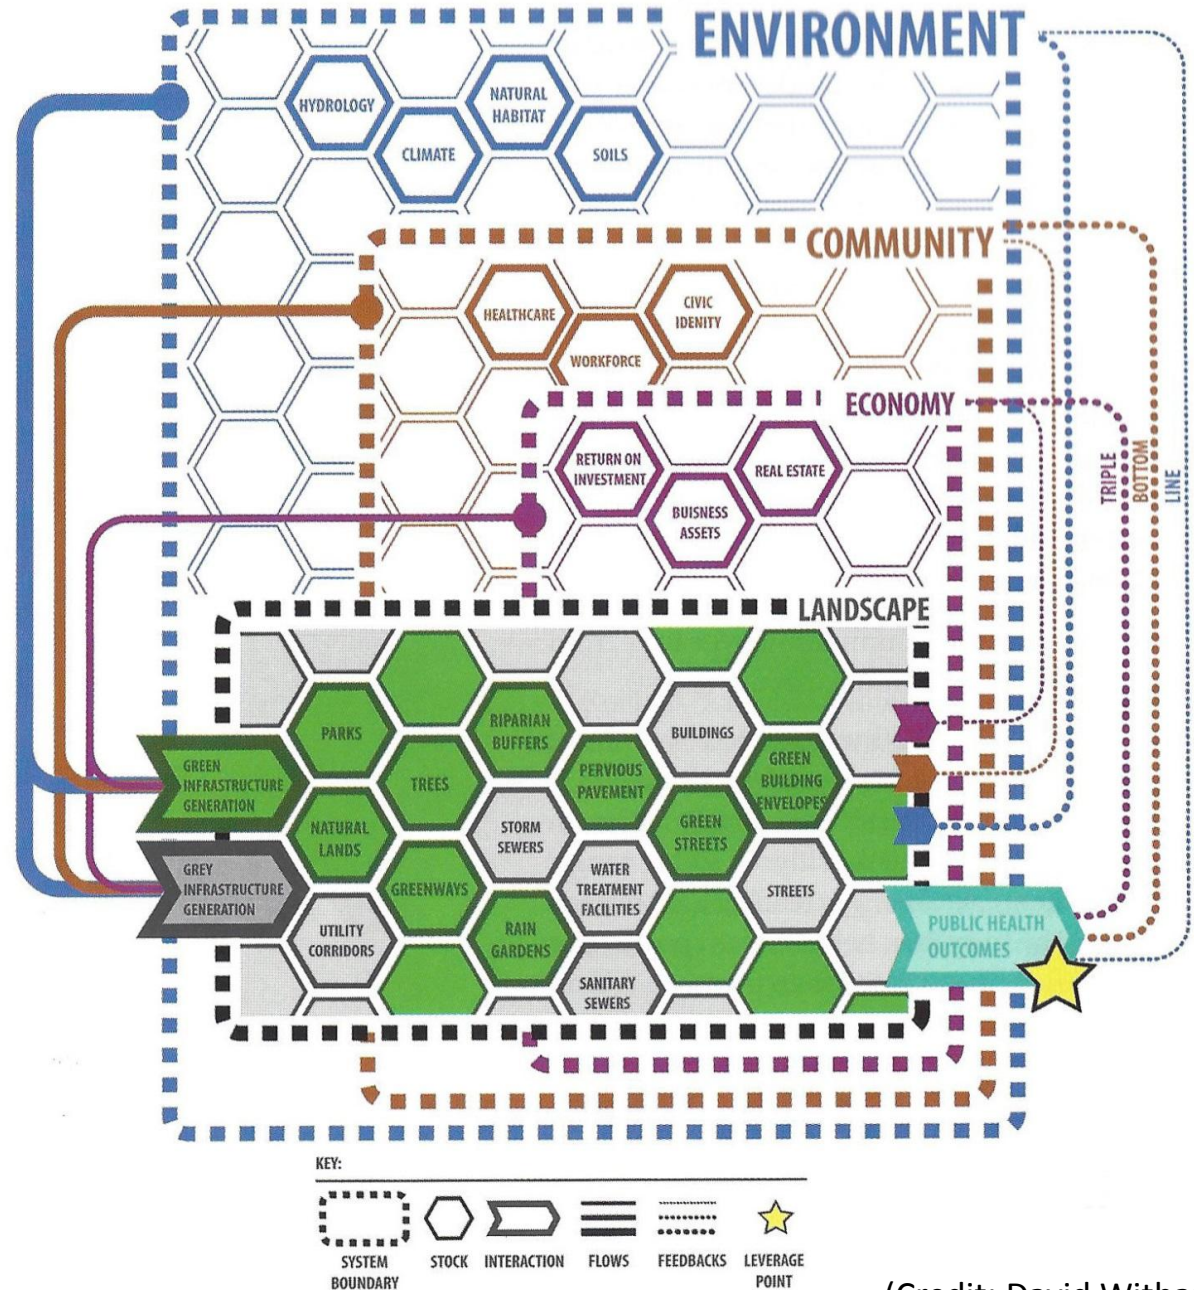 ENVIRONMENT
HYDROLOGY
NATURAL
HABITAT
CLIMATE
SOILS
COMMUNITY
HEALTHCARE
CIVIC
IDENITY
WORKFORCE
ECONOMY
RETURN ON
INVESTMENT
REAL ESTATE
BUISNESS
ASSETS
TRIPLE
BOTTOM
LINE
LANDSCAPE
PARKS
RIPARIAN
BUFFERS
BUILDINGS
GREEN
INFRASTRUCTURE
GENERATION
TREES
PERVIOUS
PAVEMENT
GREEN
BUILDING
ENVELOPES
NATURAL
LANDS
STORM
SEWERS
GREEN
STREETS
GREY
INFRASTRUCTURE
GENERATION
GREENWAYS
WATER
TREATMENT
FACILITIES
STREETS
UTILITY
CORRIDORS
RAIN
GARDENS
PUBLIC HEALTH
OUTCOMES
SANITARY
SEWERS
KEY:
SYSTEM
BOUNDARY
STOCK
INTERACTION
FLOWS
FEEDBACKS
LEVERAGE
POINT
(Credit: David